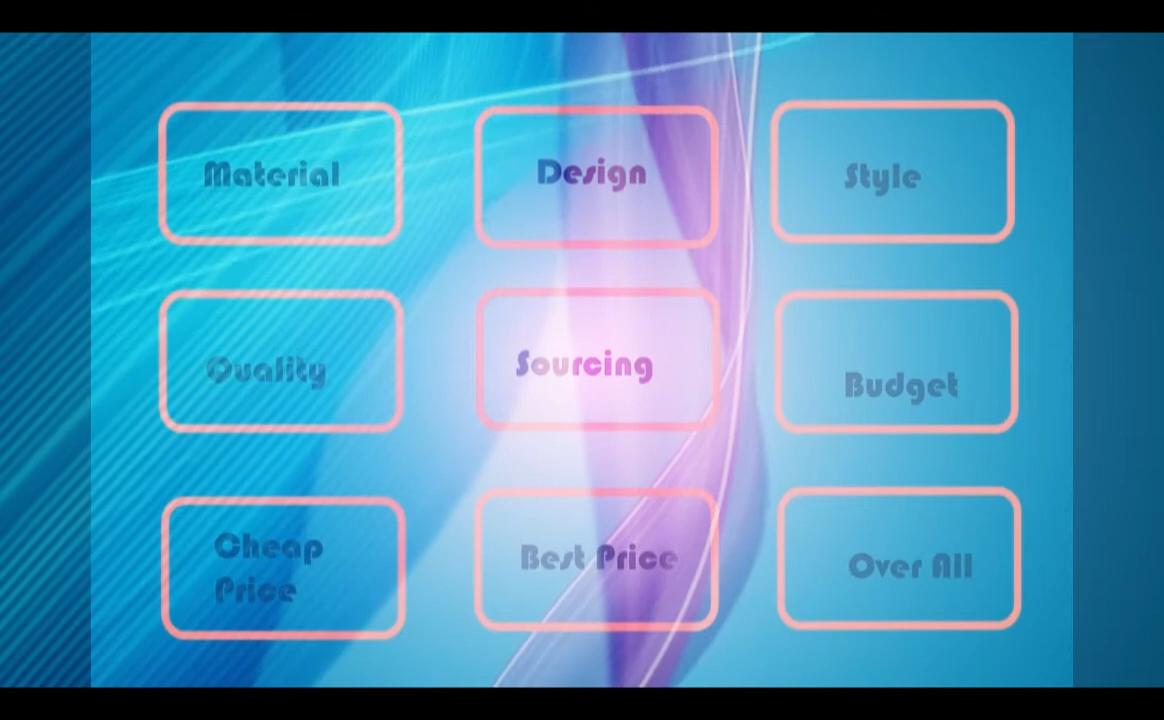 Material
Design
Style
Quality
Sourcing
Budget
Cheap
Price
Best Price
Over All